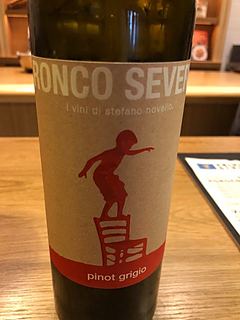 RONCO SEVER
i vini di stefano novello.
pinot grigio